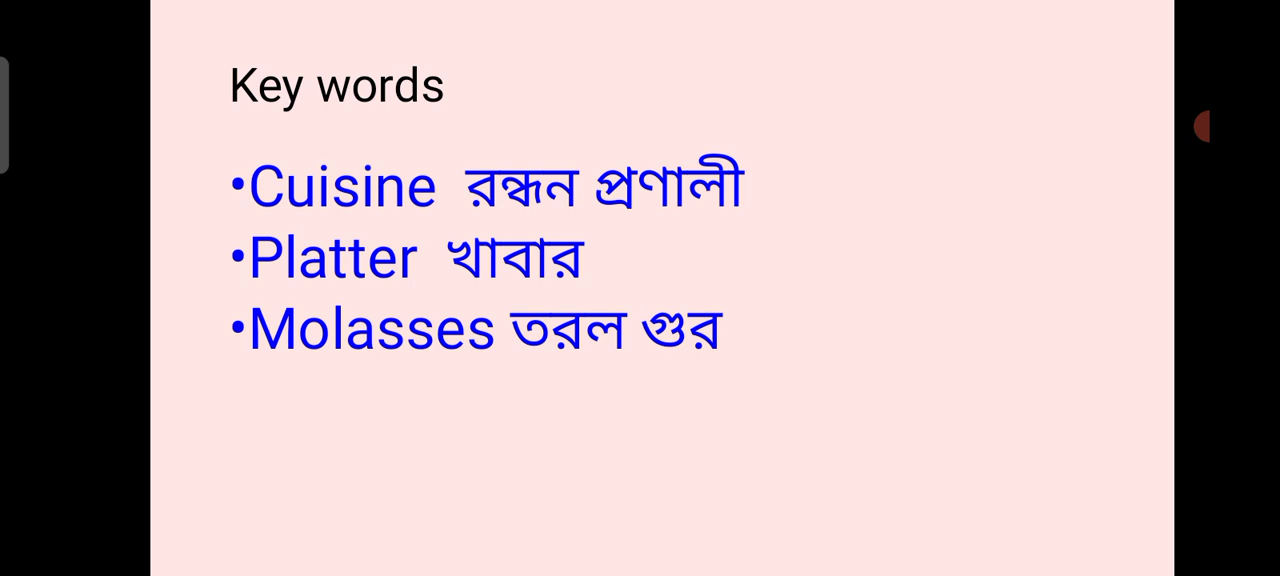 Key words
•Cuisine রন্ধন প্রণালী
•Platter খাবার
•Molasses তরল গুর